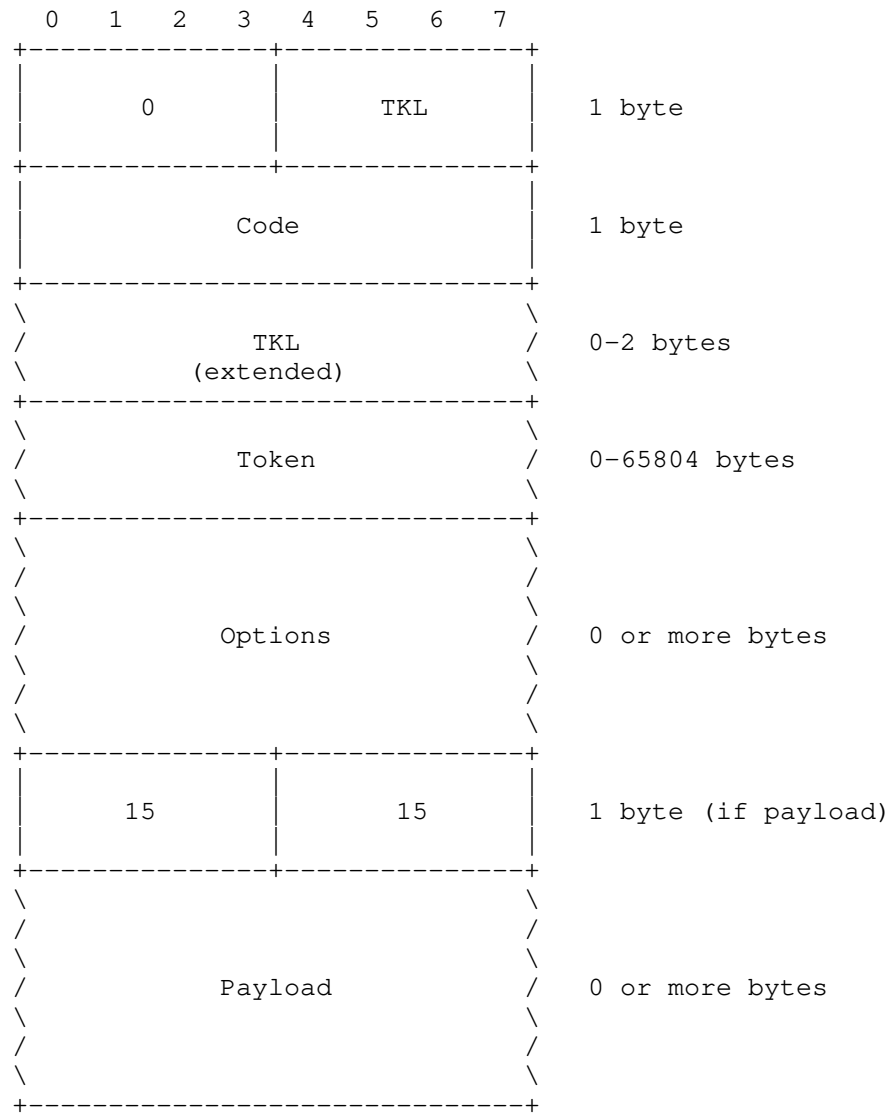 0 1 2 3 4 5 6 7
0 TKL 1 byte
Code 1 byte
TKL 0-2 bytes
(extended)
Token 0-65804 bytes
Options 0 or more bytes
15 15 1 byte (if payload)
Payload 0 or more bytes